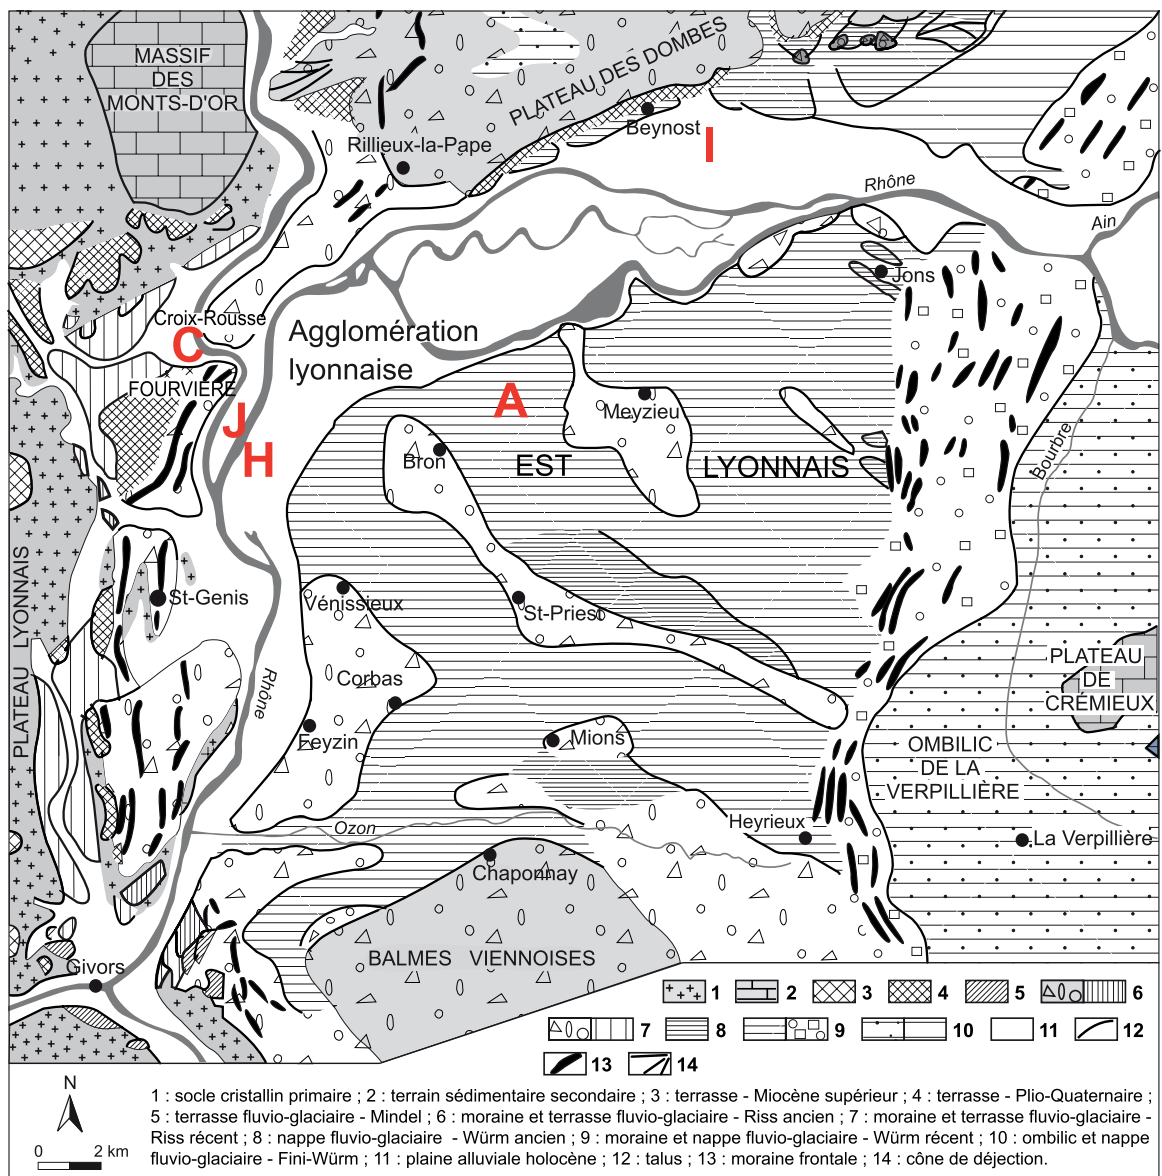 MASSIF
DES
MONTS-D'OR
PLATEAU DES DOMBES
Beynost
I
Rillieux-la-Pape
Rhône
Ain
Jons
Croix-Rousse
C
Agglomération
lyonnaise
FOURVIÈRE
J
H
A
Meyzieu
Bron
EST
LYONNAIS
Bourbre
PLATEAU LYONNAIS
St-Genis
Vénissieux
St-Priest
Corbas
Rhône
Feyzin
Mions
PLATEAU
DE
CRÉMIEUX
OMBILIC
DE LA
VERPILLIÈRE
Ozon
Heyrieux
La Verpillière
Chaponnay
BALMES VIENNOISES
Givors
1 2 3 4 5 6
7 8 9 10 11 12
13 14
N
0 2 km
1 : socle cristallin primaire ; 2 : terrain sédimentaire secondaire ; 3 : terrasse - Miocène supérieur ; 4 : terrasse - Plio-Quaternaire ;
5 : terrasse fluvio-glaciaire - Mindel ; 6 : moraine et terrasse fluvio-glaciaire - Riss ancien ; 7 : moraine et terrasse fluvio-glaciaire -
Riss récent ; 8 : nappe fluvio-glaciaire - Würm ancien ; 9 : moraine et nappe fluvio-glaciaire - Würm récent ; 10 : ombilic et nappe
fluvio-glaciaire - Fini-Würm ; 11 : plaine alluviale holocène ; 12 : talus ; 13 : moraine frontale ; 14 : cône de déjection.